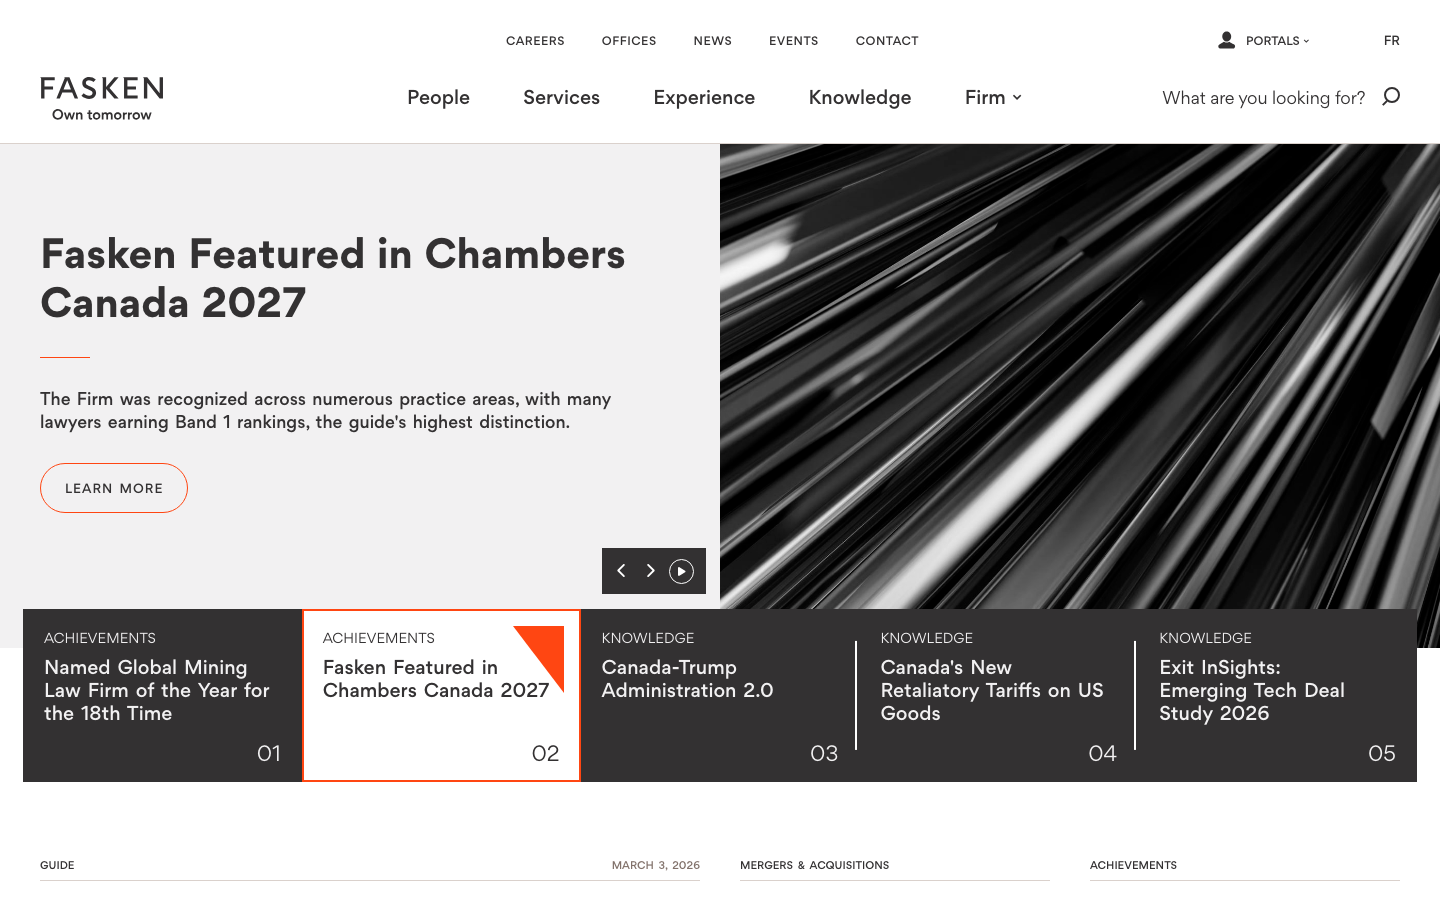 CAREERS
OFFICES
NEWS
EVENTS
CONTACT
PORTALS
FR
FASKEN
Own tomorrow
People
Services
Experience
Knowledge
Firm
What are you looking for?
Fasken Featured in Chambers
Canada 2027
The Firm was recognized across numerous practice areas, with many
lawyers earning Band 1 rankings, the guide's highest distinction.
LEARN MORE
ACHIEVEMENTS
Named Global Mining
Law Firm of the Year for
the 18th Time
01
ACHIEVEMENTS
Fasken Featured in
Chambers Canada 2027
02
KNOWLEDGE
Canada-Trump
Administration 2.0
03
KNOWLEDGE
Canada's New
Retaliatory Tariffs on US
Goods
04
KNOWLEDGE
Exit InSights:
Emerging Tech Deal
Study 2026
05
GUIDE
MARCH 3, 2026
MERGERS & ACQUISITIONS
ACHIEVEMENTS